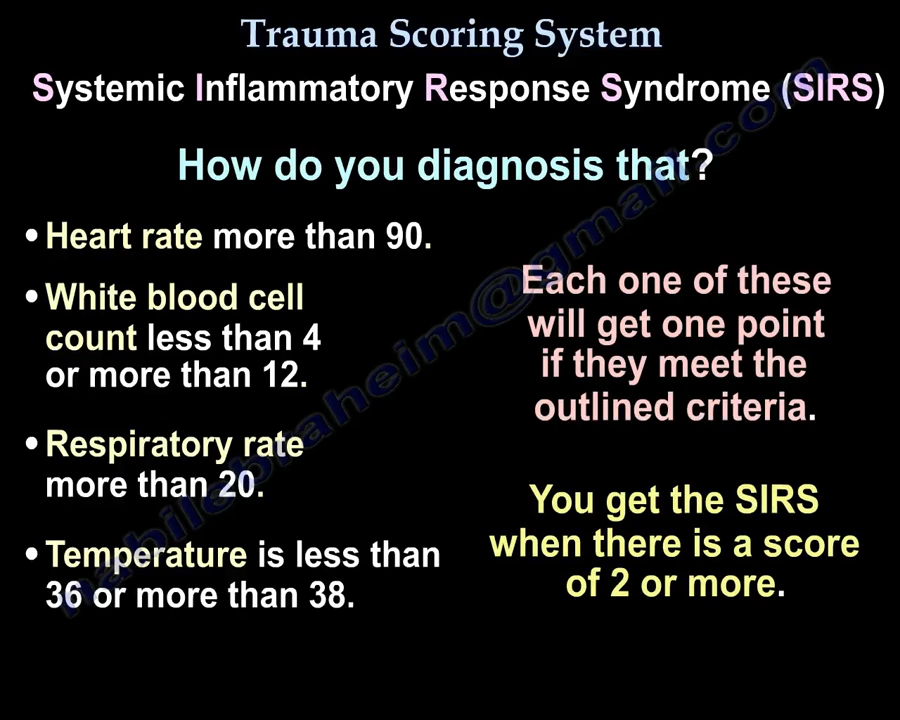 Trauma Scoring System
Systemic Inflammatory Response Syndrome (SIRS)
How do you diagnosis that?
• Heart rate more than 90.
• White blood cell
count less than 4
or more than 12.
• Respiratory rate
more than 20.
• Temperature is less than
36 or more than 38.
Each one of these
will get one point
if they meet the
outlined criteria.
You get the SIRS
when there is a score
of 2 or more.
nabilebraheim@gmail.com